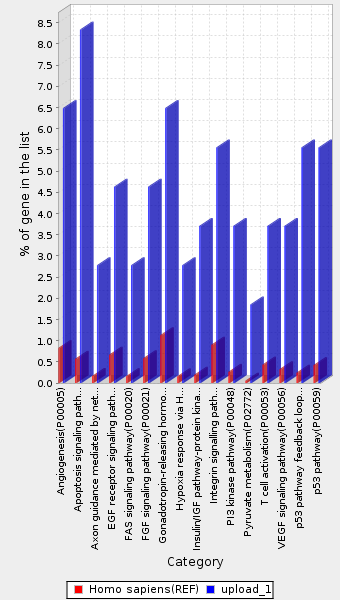 8.5
8.0
7.5
7.0
6.5
6.0
5.5
5.0
4.5
4.0
3.5
3.0
2.5
2.0
1.5
1.0
0.5
0.0
% of gene in the list
Angiogenesis(P00005)
Apoptosis signaling path...
Axon guidance mediated by net...
EGF receptor signaling path...
FAS signaling pathway(P00020)
FGF signaling pathway(P00021)
Gonadotropin-releasing hormo...
Hypoxia response via H...
Insulin/IGF pathway-protein kina...
Integrin signalling path...
PI3 kinase pathway(P00048)
Pyruvate metabolism(P02772)
T cell activation(P00053)
VEGF signaling pathway(P00056)
p53 pathway feedback loop...
p53 pathway(P00059)
Category
Homo sapiens(REF) upload_1